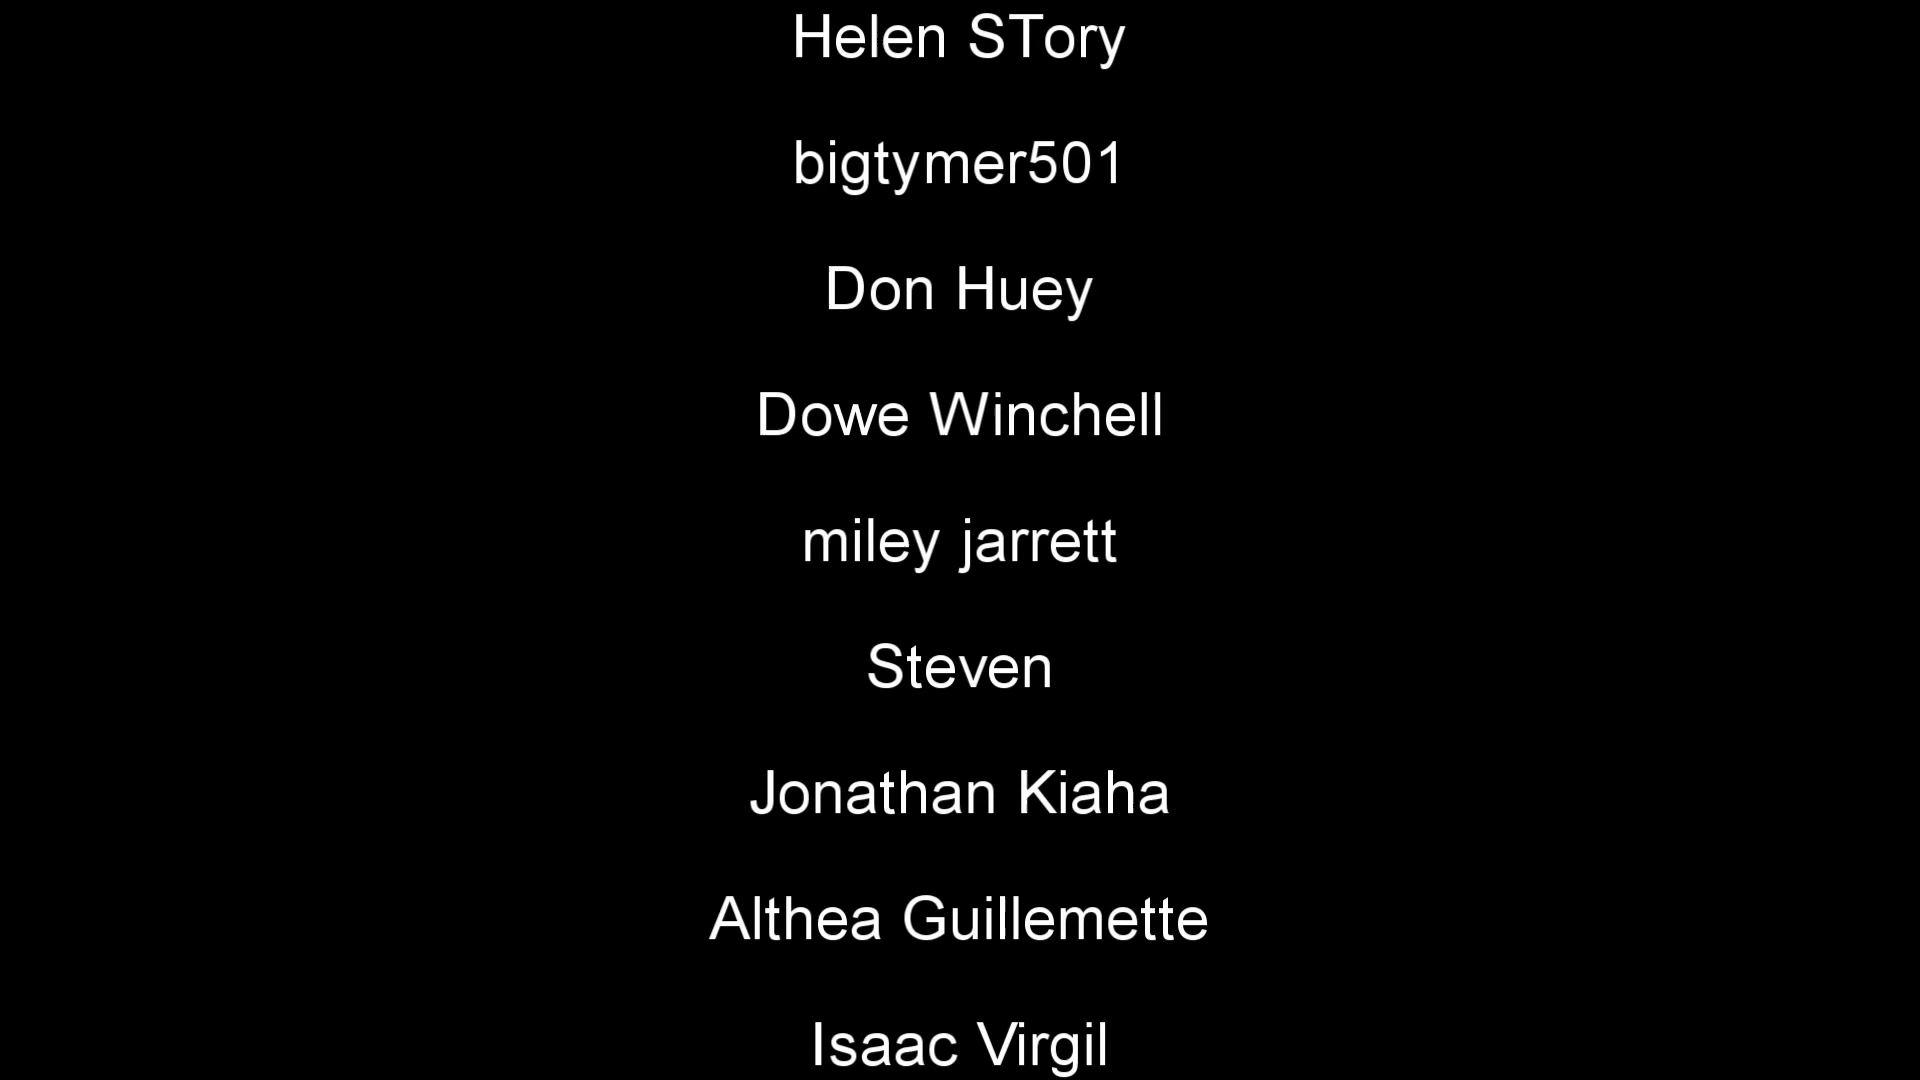 Helen STory
bigtymer501
Don Huey
Dowe Winchell
miley jarrett
Steven
Jonathan Kiaha
Althea Guillemette
Isaac Virgil